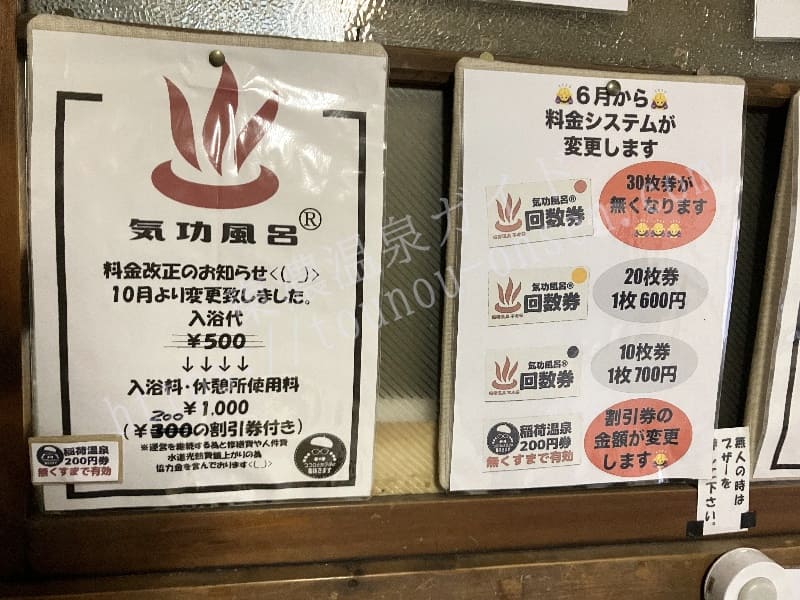 気功風呂®
料金改正のお知らせ<(_ _)>
10月より変更致しました。
入浴代
¥500
↓↓↓↓
入浴料・休憩所使用料
¥1,000
200
(¥300の割引券付き)
※運営を継続する為と修繕費や人件費
水道光熱費値上がりの為
協力金を営んでおります<(_ _)>
稲荷温泉
200円券
無くすまで有効
6月から
料金システムが
変更します
気功風呂®
回数券
30枚券が
無くなります
気功風呂®
回数券
20枚券
1枚600円
気功風呂®
回数券
10枚券
1枚700円
稲荷温泉
200円券
無くすまで有効
割引券の
金額が変更
します
無人の時は
ブザーを
押して下さい。
東濃温泉ガイド